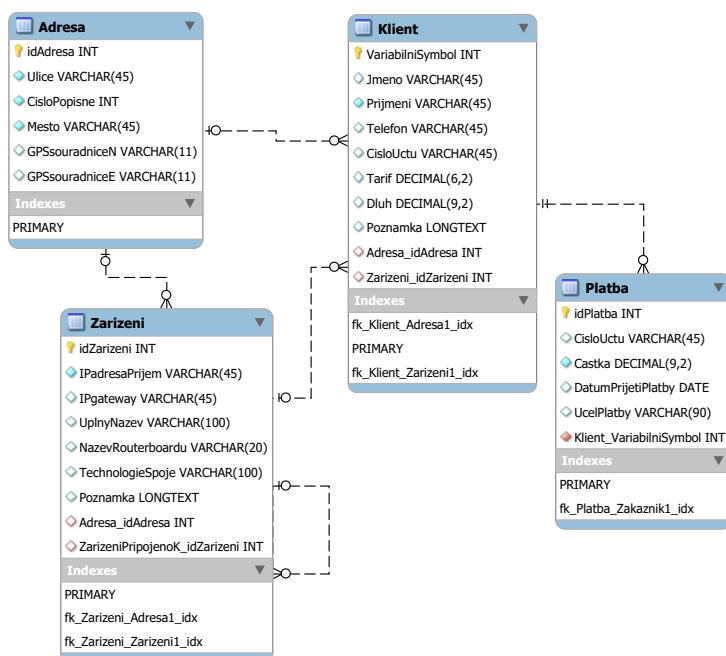 Adresa
idAdresa INT
Ulice VARCHAR(45)
CisloPopisne INT
Mesto VARCHAR(45)
GPSsouradniceN VARCHAR(11)
GPSsouradniceE VARCHAR(11)
Indexes
PRIMARY
Klient
VariabilniSymbol INT
Jmeno VARCHAR(45)
Prijmeni VARCHAR(45)
Telefon VARCHAR(45)
CisloUctu VARCHAR(45)
Tarif DECIMAL(6,2)
Dluh DECIMAL(9,2)
Poznamka LONGTEXT
Adresa_idAdresa INT
Zarizeni_idZarizeni INT
Indexes
fk_Klient_Adresa1_idx
PRIMARY
fk_Klient_Zarizeni1_idx
Zarizeni
idZarizeni INT
IPadresaPrijem VARCHAR(45)
IPgateway VARCHAR(45)
UplnyNazev VARCHAR(100)
NazevRouterboardu VARCHAR(20)
TechnologieSpoje VARCHAR(100)
Poznamka LONGTEXT
Adresa_idAdresa INT
ZarizeniPripojenoK_idZarizeni INT
Indexes
PRIMARY
fk_Zarizeni_Adresa1_idx
fk_Zarizeni_Zarizeni1_idx
Platba
idPlatba INT
CisloUctu VARCHAR(45)
Castka DECIMAL(9,2)
DatumPrijetiPlatby DATE
UcelPlatby VARCHAR(90)
Klient_VariabilniSymbol INT
Indexes
PRIMARY
fk_Platba_Zakaznik1_idx